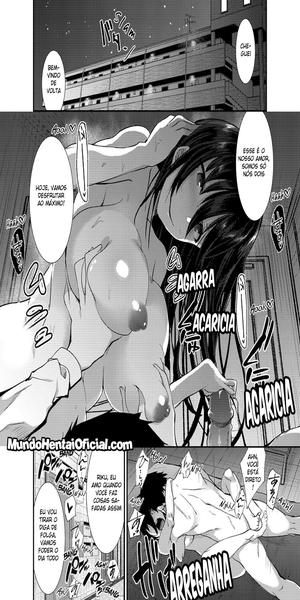 SLAM
CHEGUEI
BEM-
VINDO DE
VOLTA
ESSE É O
NOSSO AMOR,
SOMOS SÓ
NÓS DOIS
HOJE, VAMOS
DESFRUTAR
AO MÁXIMO!
AGARRA
ACARICIA
ACARICIA
MundoHentaiOficial.com
AHN,
VOCÊ ESTÁ
DIRETO
RIKU, EU
AMO QUANDO
VOCÊ FAZ
COISAS
SAFADAS
ASSIM
EU VOU
TIRAR O
DIGA DE
FOLGA,
VAMOS
FODER O
DIA TODO
ARREGANHA